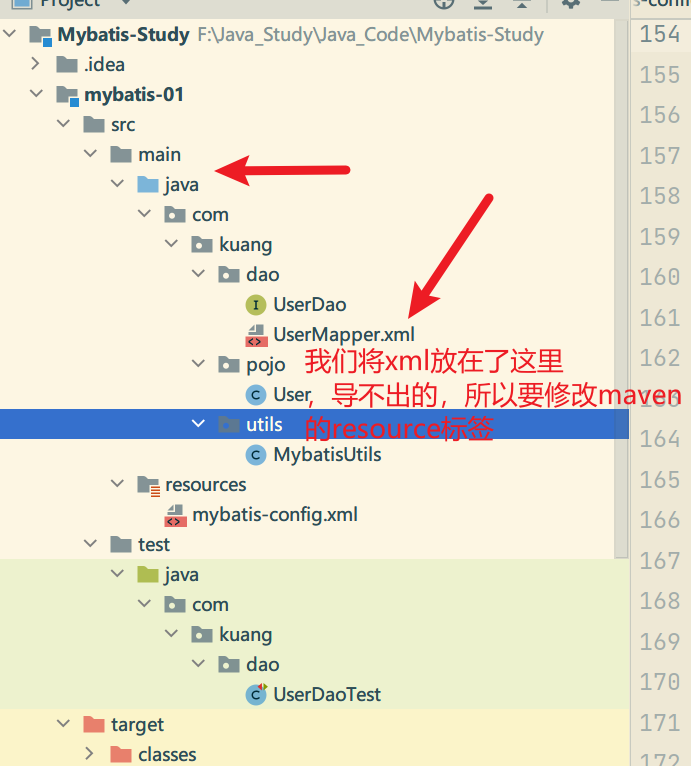 Project
s-config
Mybatis-Study F:\Java_Study\Java_Code\Mybatis-Study
.idea
mybatis-01
src
main
java
com
kuang
dao
I UserDao
<> UserMapper.xml
我们将xml放在了这里
pojo
C User
，导不出的，所以要修改maven
的resource标签
utils
C MybatisUtils
resources
<> mybatis-config.xml
test
java
com
kuang
dao
C UserDaoTest
target
classes
154
155
156
157
158
159
160
161
162
163
164
165
166
167
168
169
170
171
172